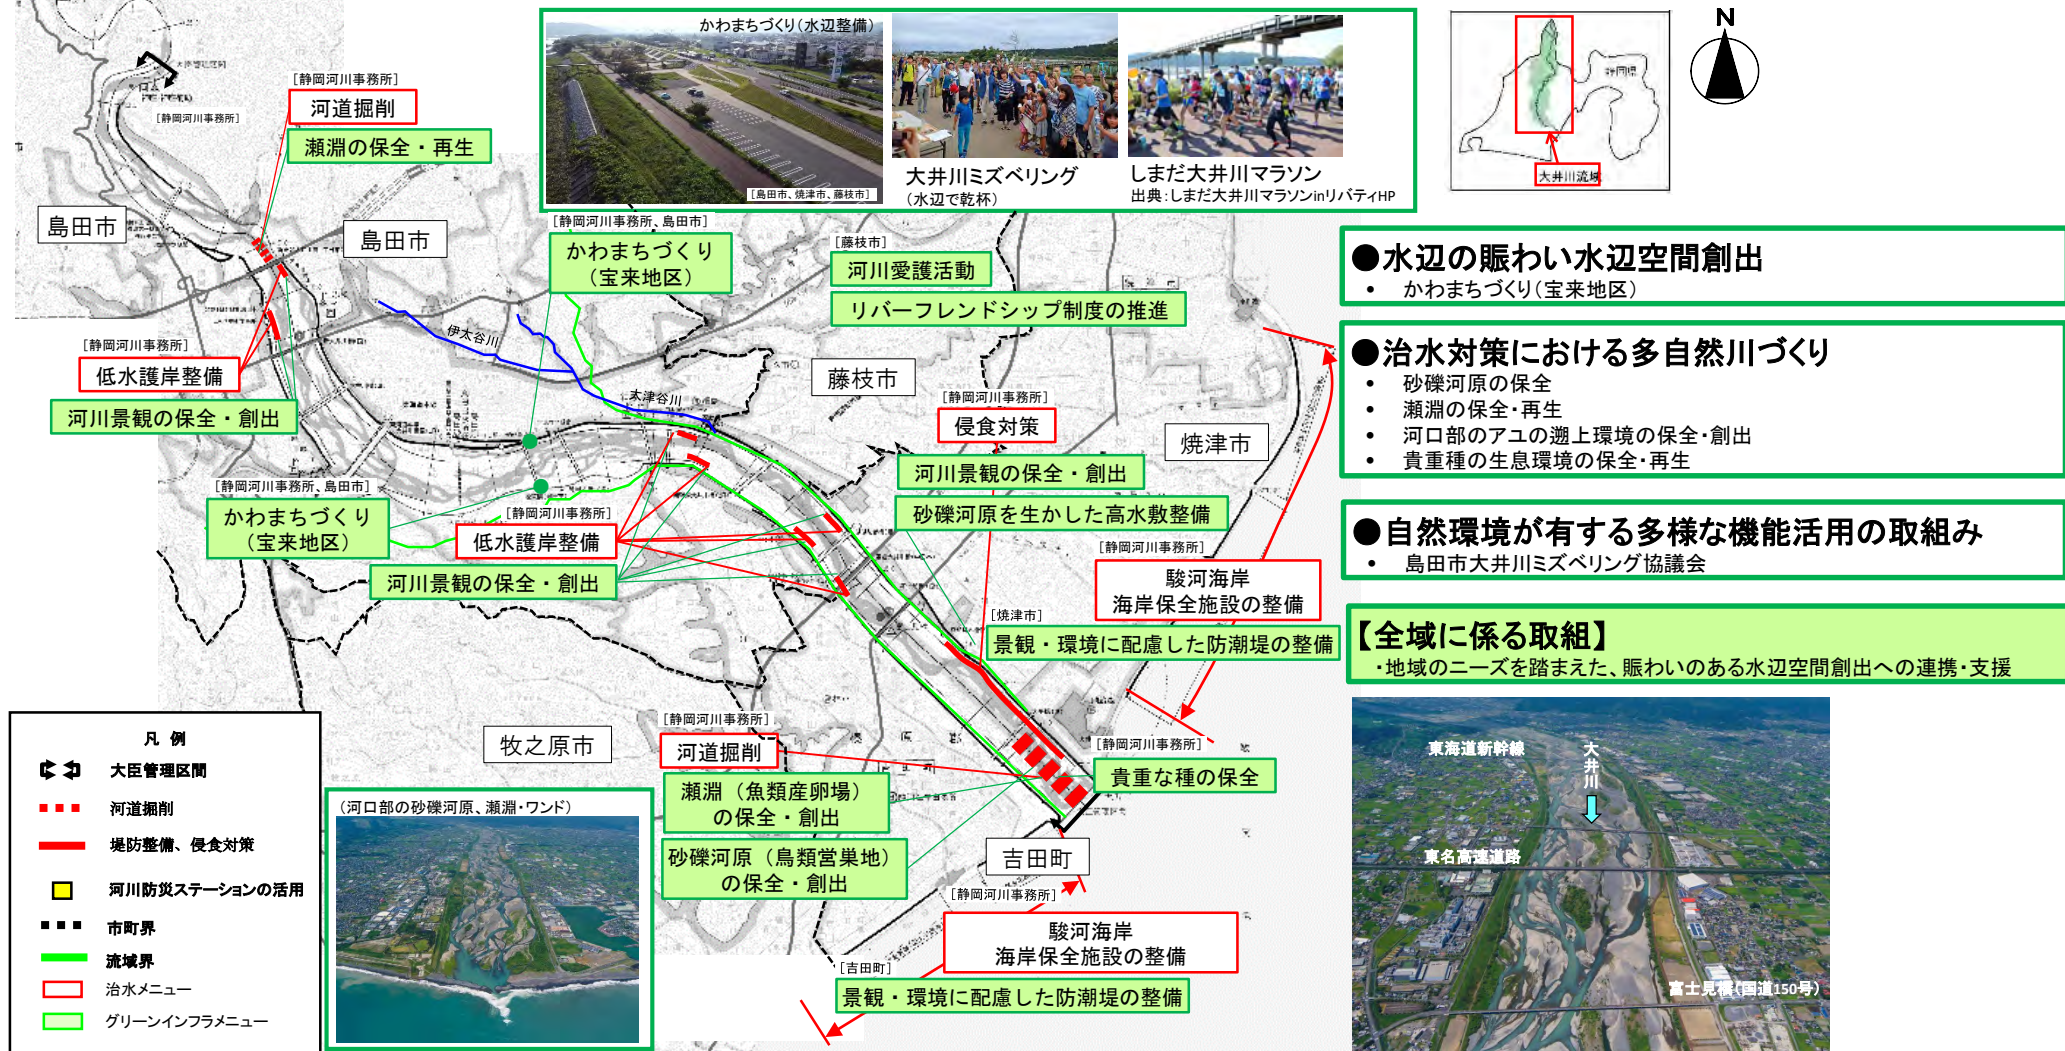 かわまちづくり(水辺整備)
[島田市、焼津市、藤枝市]
大井川ミズベリング
(水辺で乾杯)
しまだ大井川マラソン
出典:しまだ大井川マラソンinリバティHP
静岡県
大井川流域
N
[静岡河川事務所]
河道掘削
瀬淵の保全・再生
[静岡河川事務所]
島田市
島田市
[静岡河川事務所、島田市]
かわまちづくり
(宝来地区)
[藤枝市]
河川愛護活動
リバーフレンドシップ制度の推進
伊太谷川
大津谷川
藤枝市
焼津市
[静岡河川事務所]
低水護岸整備
河川景観の保全・創出
[静岡河川事務所]
侵食対策
河川景観の保全・創出
砂礫河原を生かした高水敷整備
[静岡河川事務所、島田市]
かわまちづくり
(宝来地区)
[静岡河川事務所]
低水護岸整備
河川景観の保全・創出
[静岡河川事務所]
駿河海岸
海岸保全施設の整備
[焼津市]
景観・環境に配慮した防潮堤の整備
牧之原市
[静岡河川事務所]
河道掘削
瀬淵(魚類産卵場)
の保全・創出
砂礫河原(鳥類営巣地)
の保全・創出
[静岡河川事務所]
貴重な種の保全
吉田町
[静岡河川事務所]
駿河海岸
海岸保全施設の整備
[吉田町]
景観・環境に配慮した防潮堤の整備
●水辺の賑わい水辺空間創出
• かわまちづくり(宝来地区)
●治水対策における多自然川づくり
• 砂礫河原の保全
• 瀬淵の保全・再生
• 河口部のアユの遡上環境の保全・創出
• 貴重種の生息環境の保全・再生
●自然環境が有する多様な機能活用の取組み
• 島田市大井川ミズベリング協議会
【全域に係る取組】
・地域のニーズを踏まえた、賑わいのある水辺空間創出への連携・支援
東海道新幹線
大井川
東名高速道路
富士見橋(国道150号)
(河口部の砂礫河原、瀬淵・ワンド)
凡 例
大臣管理区間
河道掘削
堤防整備、侵食対策
河川防災ステーションの活用
市町界
流域界
治水メニュー
グリーンインフラメニュー